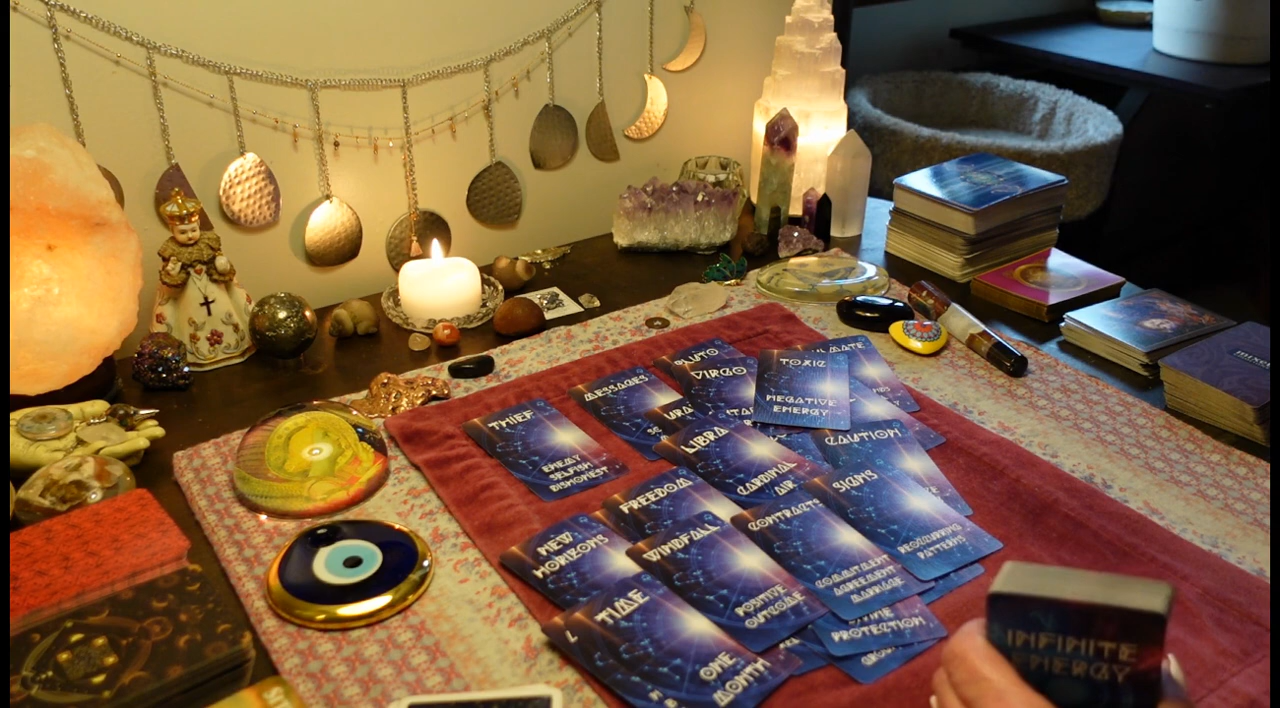 PLUTO
VIRGO
TOXIC
NEGATIVE
ENERGY
MESSAGES
THIEF
ENEMY
SELFISH
DISHONEST
LIBRA
CARDINAL
AIR
CAUTION
SIGNS
REOCCURING
PATTERNS
FREEDOM
CONTRACTS
COMMITMENT
AGREEMENT
MARRIAGE
NEW
HORIZONS
WINDFALL
POSITIVE
OUTCOME
PROTECTION
TIME
ONE
MONTH
INFINITE
ENERGY